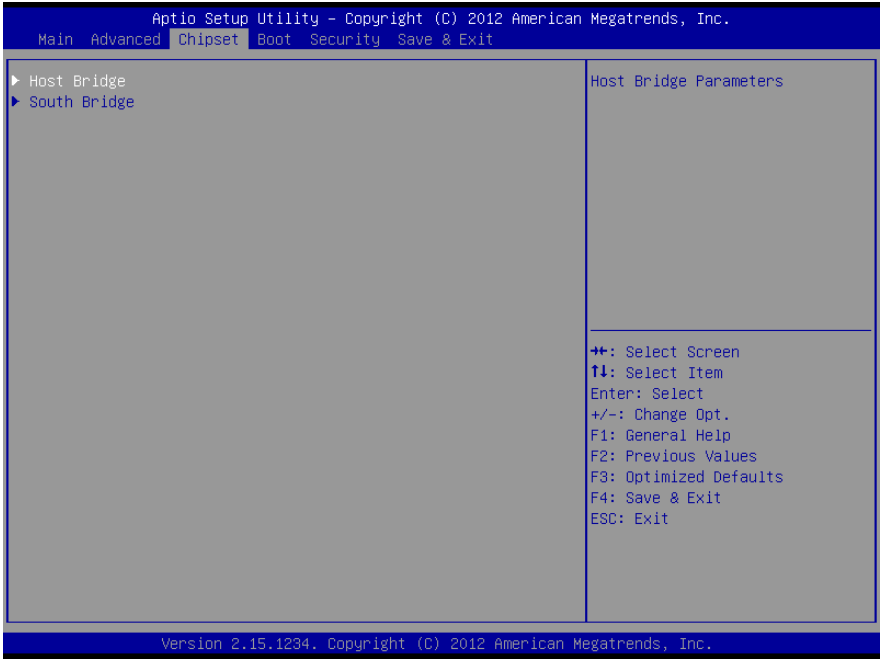 Aptio Setup Utility – Copyright (C) 2012 American Megatrends, Inc.
Main Advanced Chipset Boot Security Save & Exit
Host Bridge
South Bridge
Host Bridge Parameters
→←: Select Screen
↑↓: Select Item
Enter: Select
+/-: Change Opt.
F1: General Help
F2: Previous Values
F3: Optimized Defaults
F4: Save & Exit
ESC: Exit
Version 2.15.1234. Copyright (C) 2012 American Megatrends, Inc.